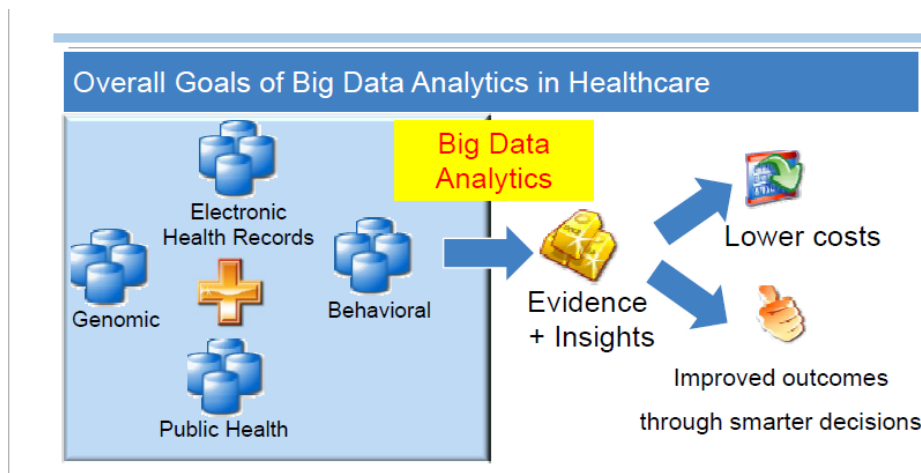 Overall Goals of Big Data Analytics in Healthcare
Big Data
Analytics
Electronic
Health Records
Genomic
Behavioral
Public Health
Evidence
+ Insights
Lower costs
Improved outcomes
through smarter decisions